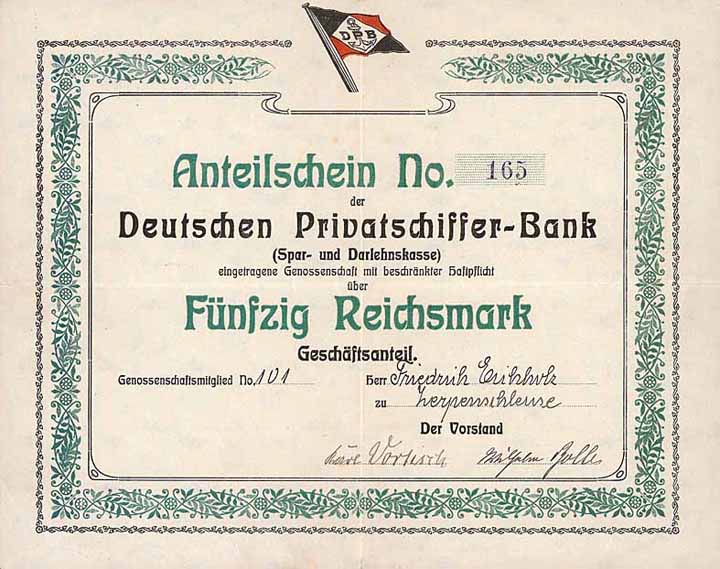 DPB
Anteilschein No. 165
der
Deutschen Privatschiffer-Bank
(Spar- und Darlehnskasse)
eingetragene Genossenschaft mit beschränkter Haftpflicht
über
Fünfzig Reichsmark
Geschäftsanteil.
Genossenschaftsmitglied No. 101 Herr Friedrich
zu Zerpenschleuse
Der Vorstand
Wilhelm